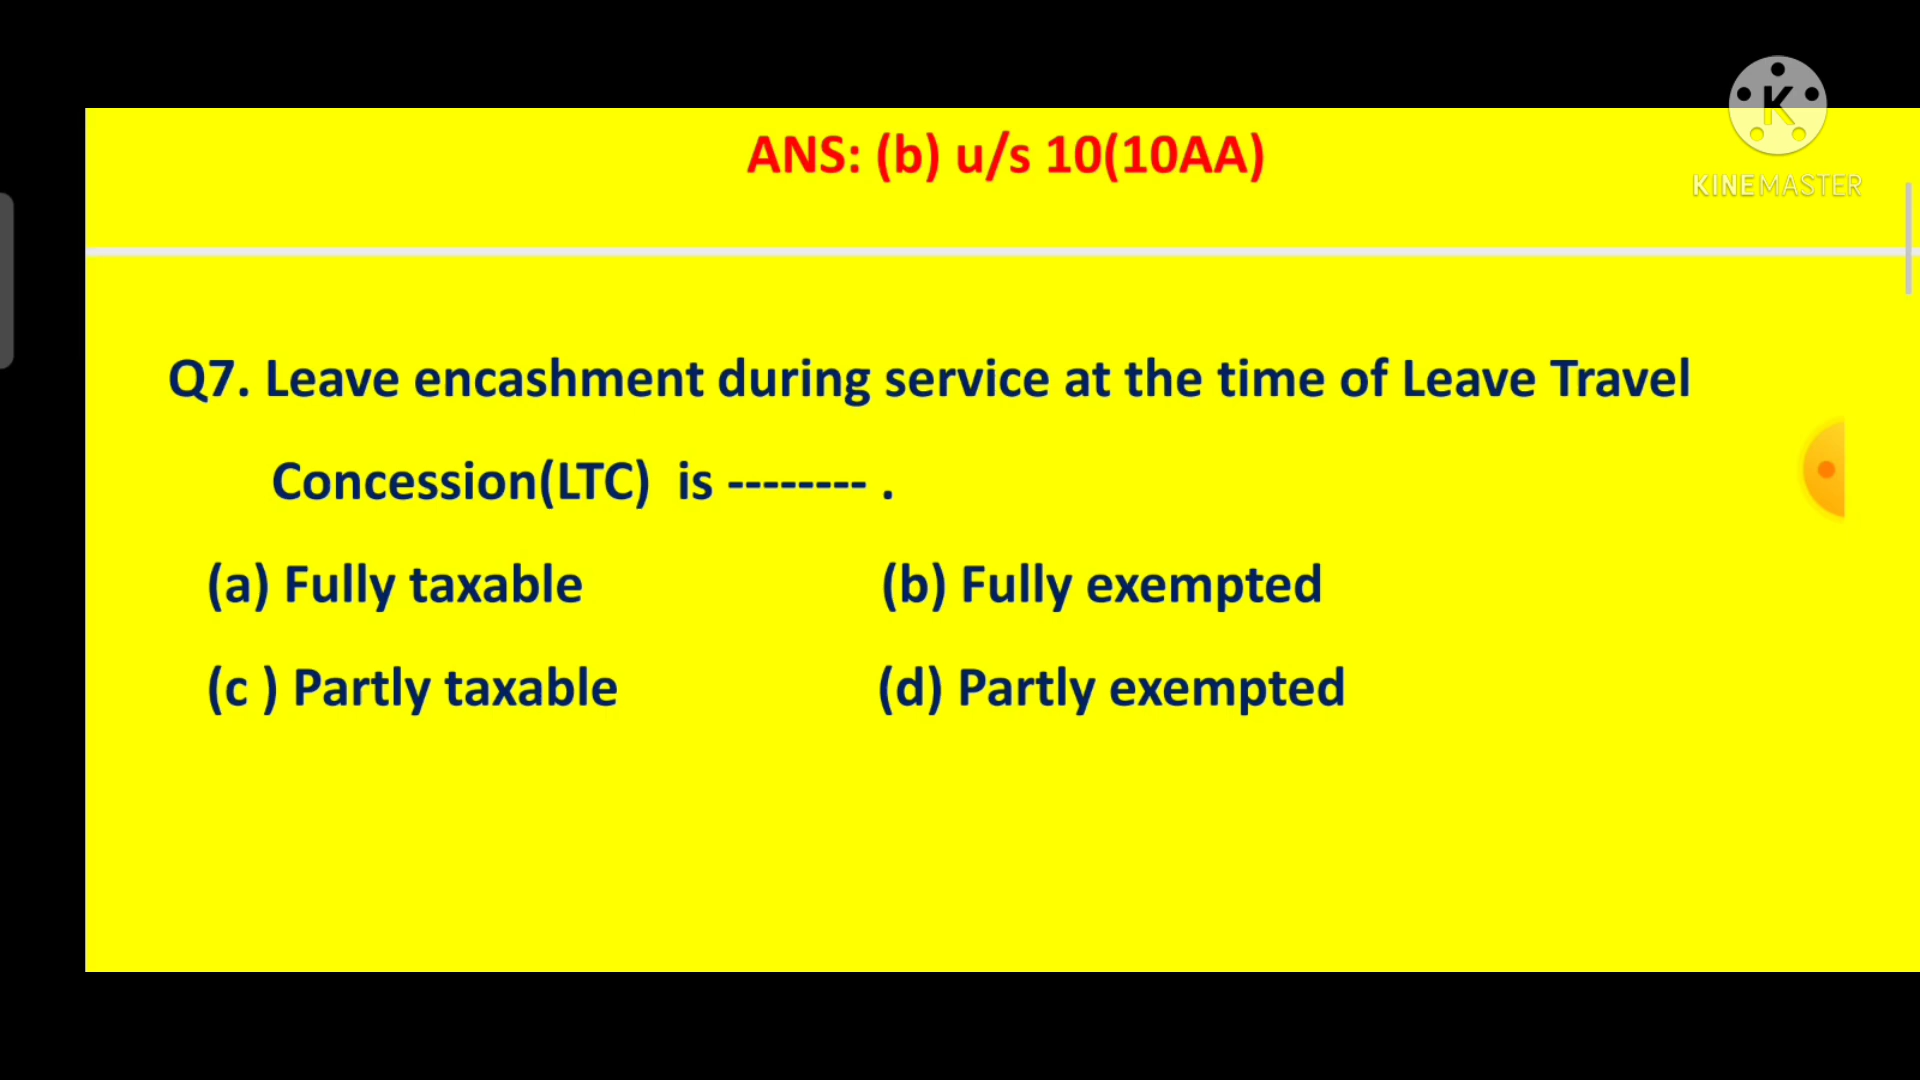 ANS: (b) u/s 10(10AA)
K
KINEMASTER
Q7. Leave encashment during service at the time of Leave Travel
Concession(LTC) is -------- .
(a) Fully taxable (b) Fully exempted
(c ) Partly taxable (d) Partly exempted